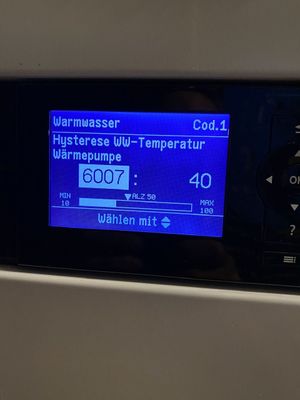 Warmwasser Cod.1
Hysterese WW-Temperatur
Wärmepumpe
6007 : 40
MIN ALZ 50 MAX
10 100
Wählen mit
OK
?